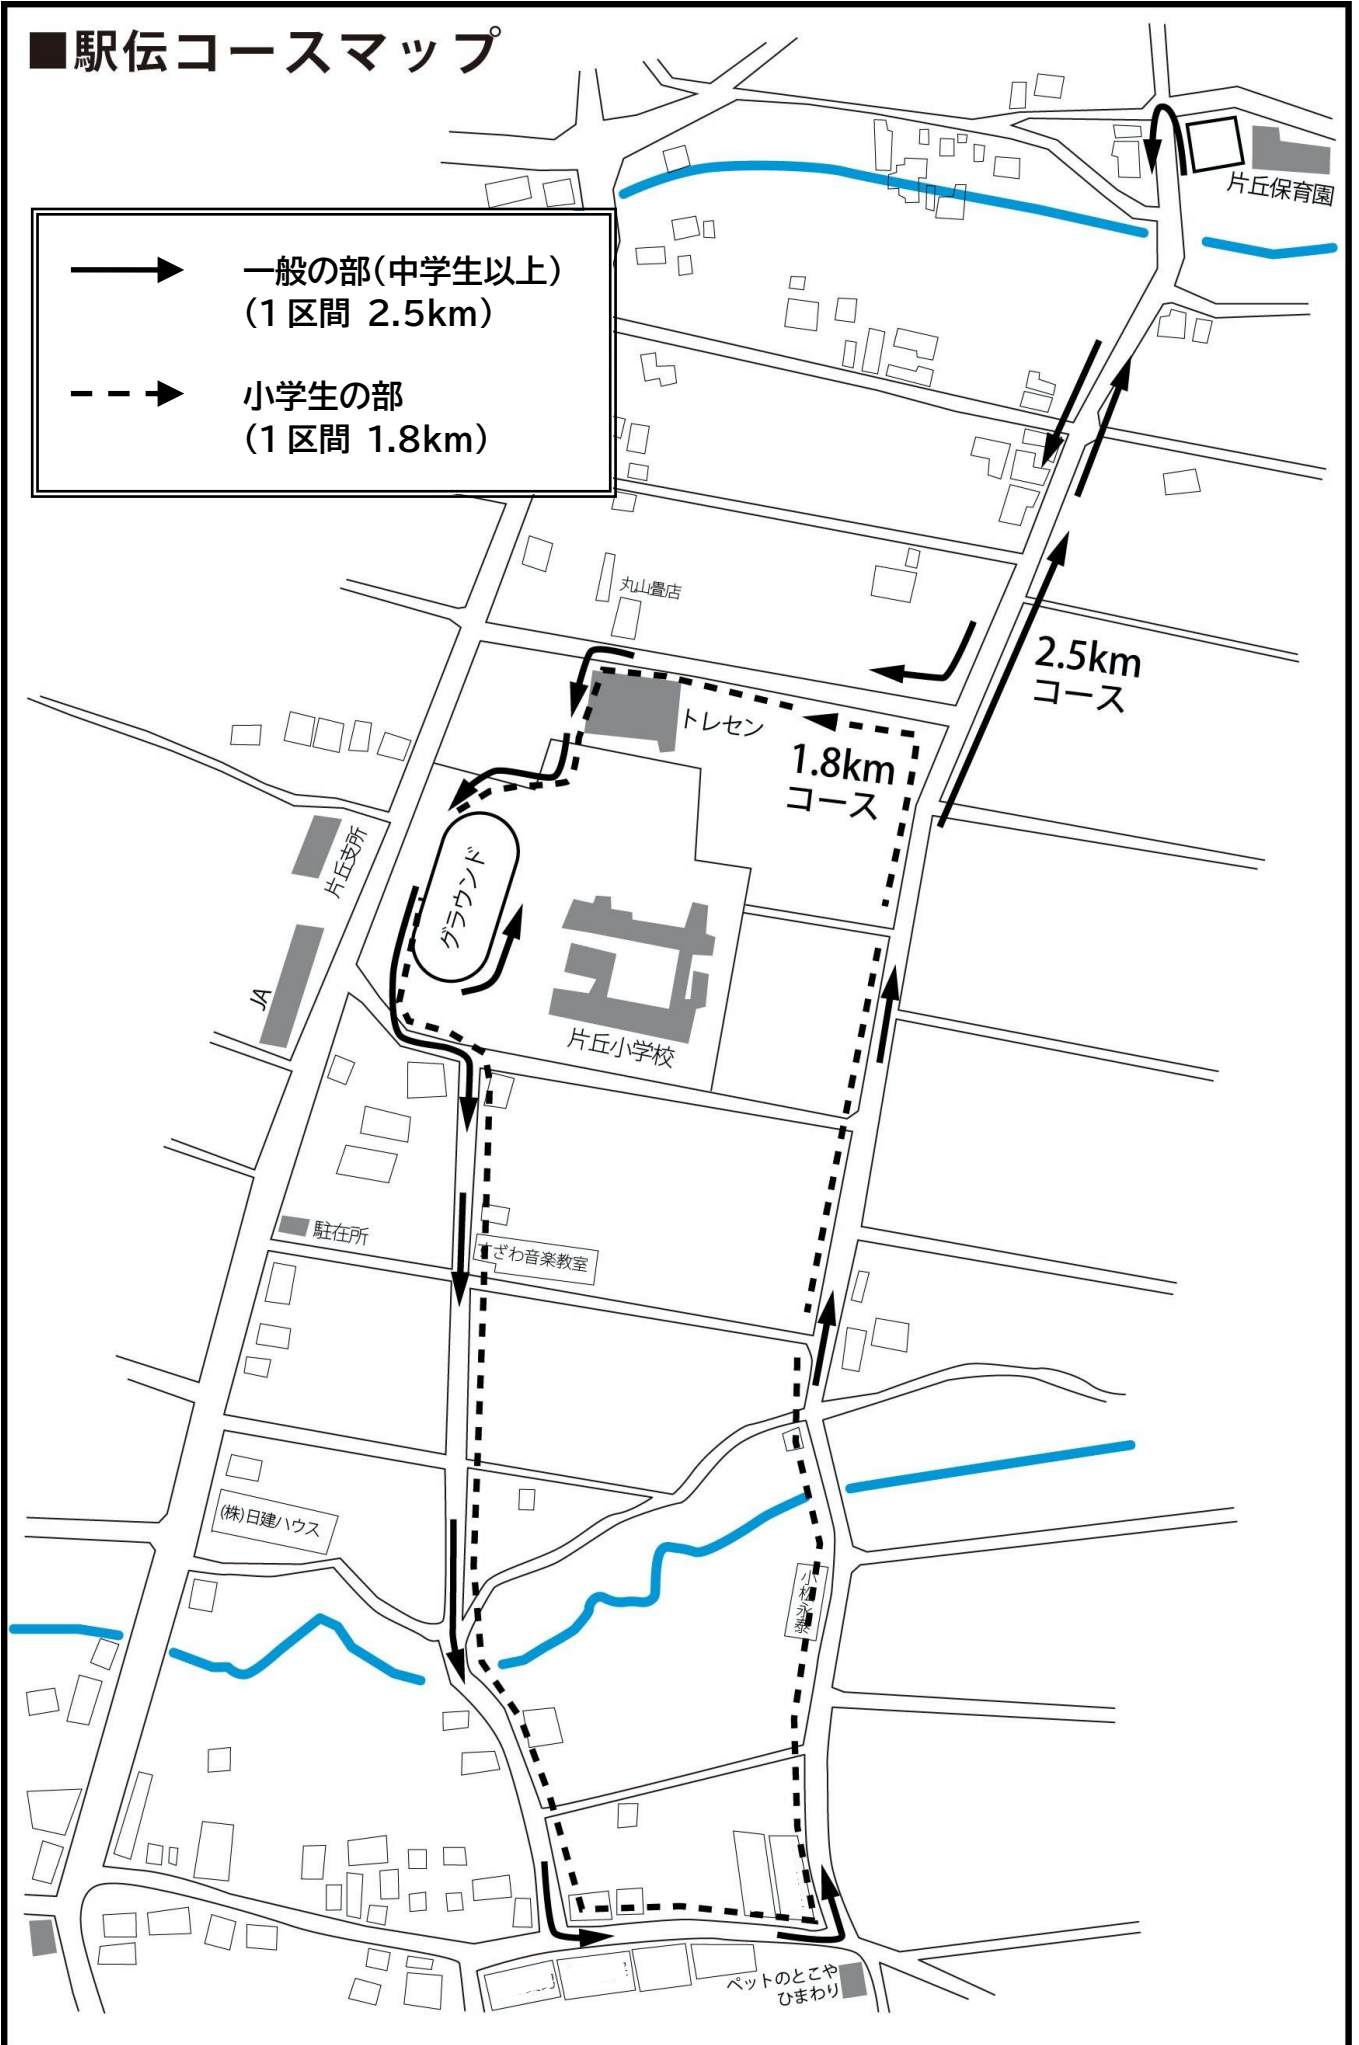 ■駅伝コースマップ
片丘保育園
一般の部(中学生以上)
(1区間 2.5km)
小学生の部
(1区間 1.8km)
丸山畳店
2.5km
コース
トレセン
1.8km
コース
片丘支所
グラウンド
JA
片丘小学校
駐在所
すざわ音楽教室
(株)日建ハウス
小松永泰
ペットのとこや
ひまわり